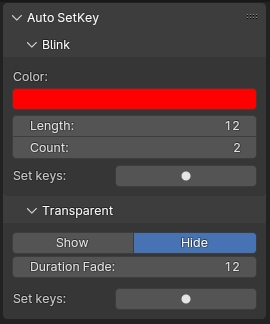 Auto SetKey
Blink
Color:
Length: 12
Count: 2
Set keys:
Transparent
Show Hide
Duration Fade: 12
Set keys: